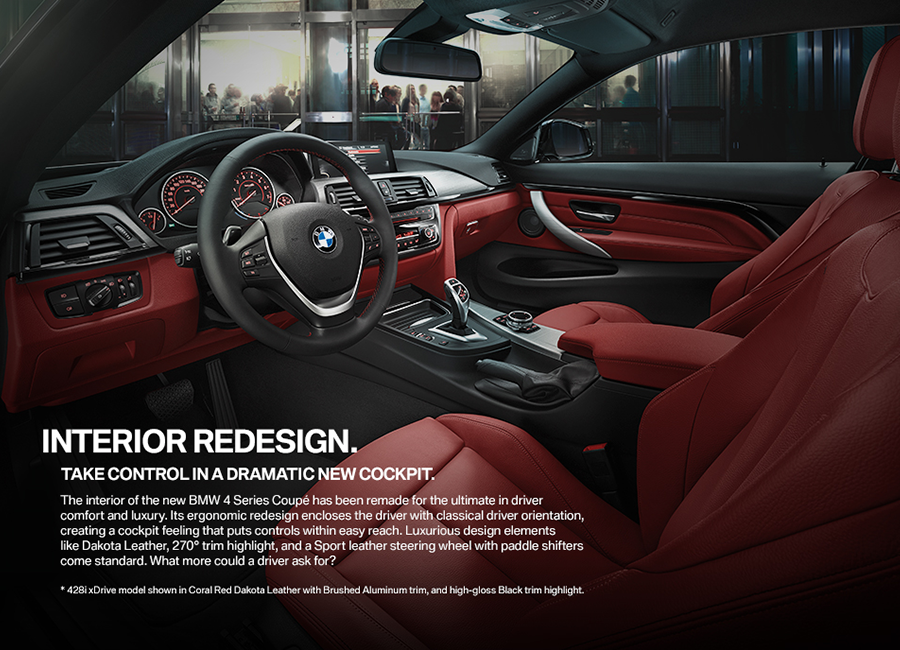 INTERIOR REDESIGN.
TAKE CONTROL IN A DRAMATIC NEW COCKPIT.
The interior of the new BMW 4 Series Coupé has been remade for the ultimate in driver
comfort and luxury. Its ergonomic redesign encloses the driver with classical driver orientation,
creating a cockpit feeling that puts controls within easy reach. Luxurious design elements
like Dakota Leather, 270° trim highlight, and a Sport leather steering wheel with paddle shifters
come standard. What more could a driver ask for?
* 428i xDrive model shown in Coral Red Dakota Leather with Brushed Aluminum trim, and high-gloss Black trim highlight.